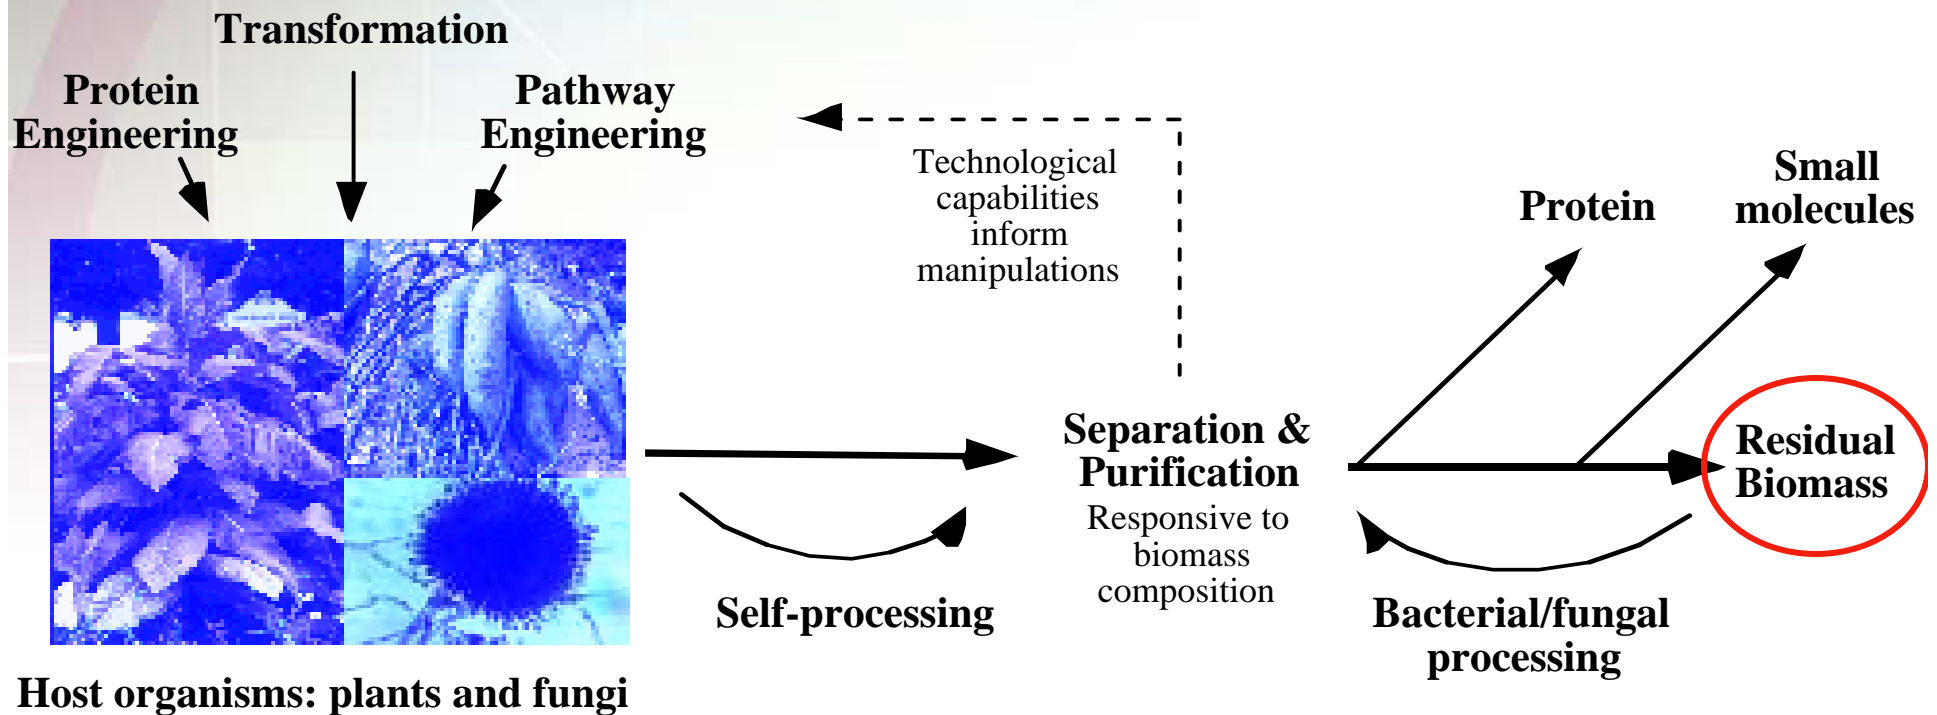 Transformation
Protein
Engineering
Pathway
Engineering
Technological
capabilities
inform
manipulations
Protein
Small
molecules
Separation &
Purification
Responsive to
biomass
composition
Residual
Biomass
Self-processing
Bacterial/fungal
processing
Host organisms: plants and fungi